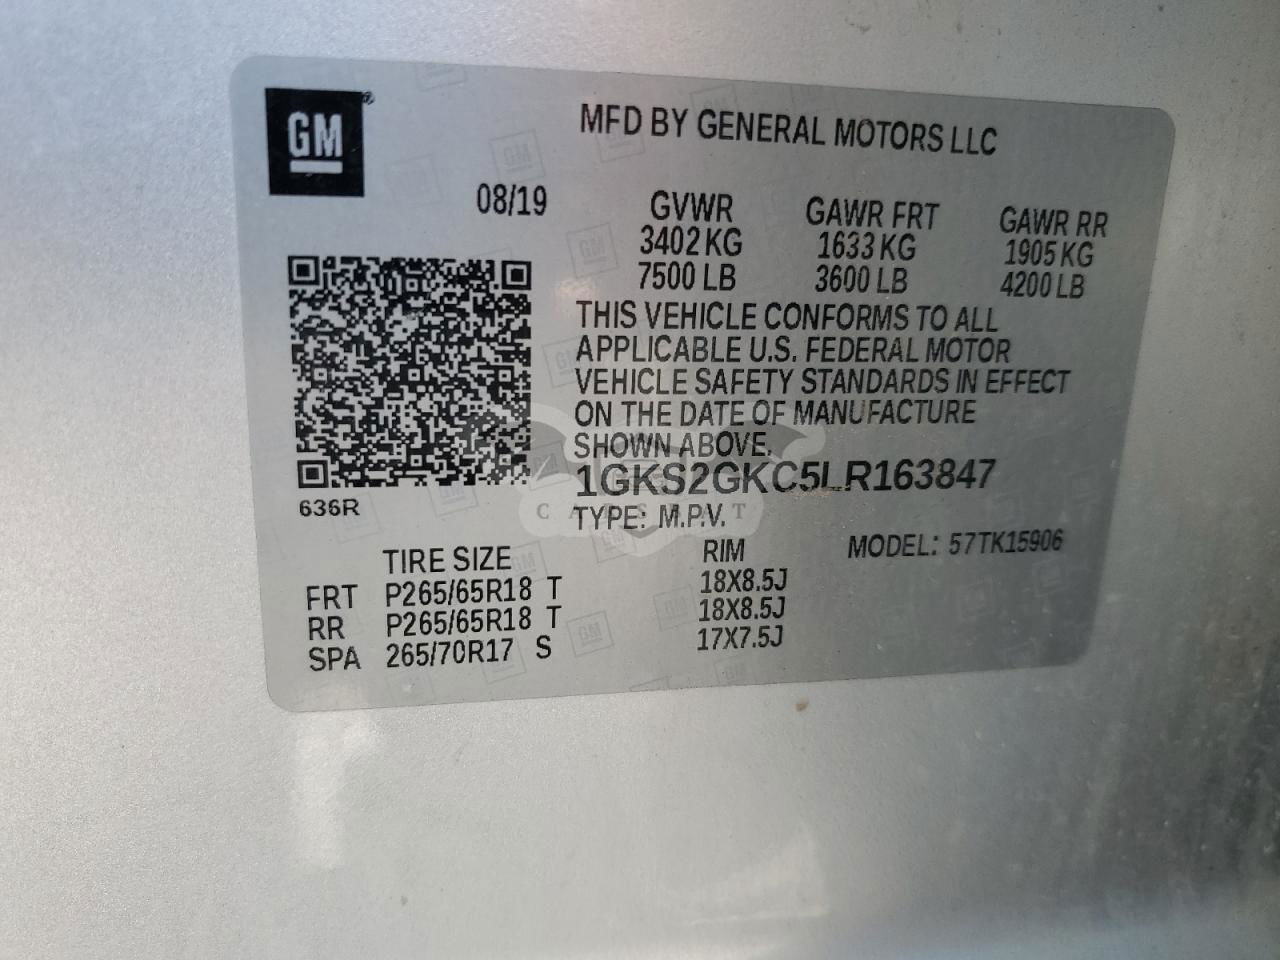 GM
MFD BY GENERAL MOTORS LLC
08/19
GVWR GAWR FRT GAWR RR
3402 KG 1633 KG 1905 KG
7500 LB 3600 LB 4200 LB
THIS VEHICLE CONFORMS TO ALL
APPLICABLE U.S. FEDERAL MOTOR
VEHICLE SAFETY STANDARDS IN EFFECT
ON THE DATE OF MANUFACTURE
SHOWN ABOVE.
1GKS2GKC5LR163847
636R
TYPE: M.P.V.
MODEL: 57TK15906
TIRE SIZE RIM
FRT P265/65R18 T 18X8.5J
RR P265/65R18 T 18X8.5J
SPA 265/70R17 S 17X7.5J